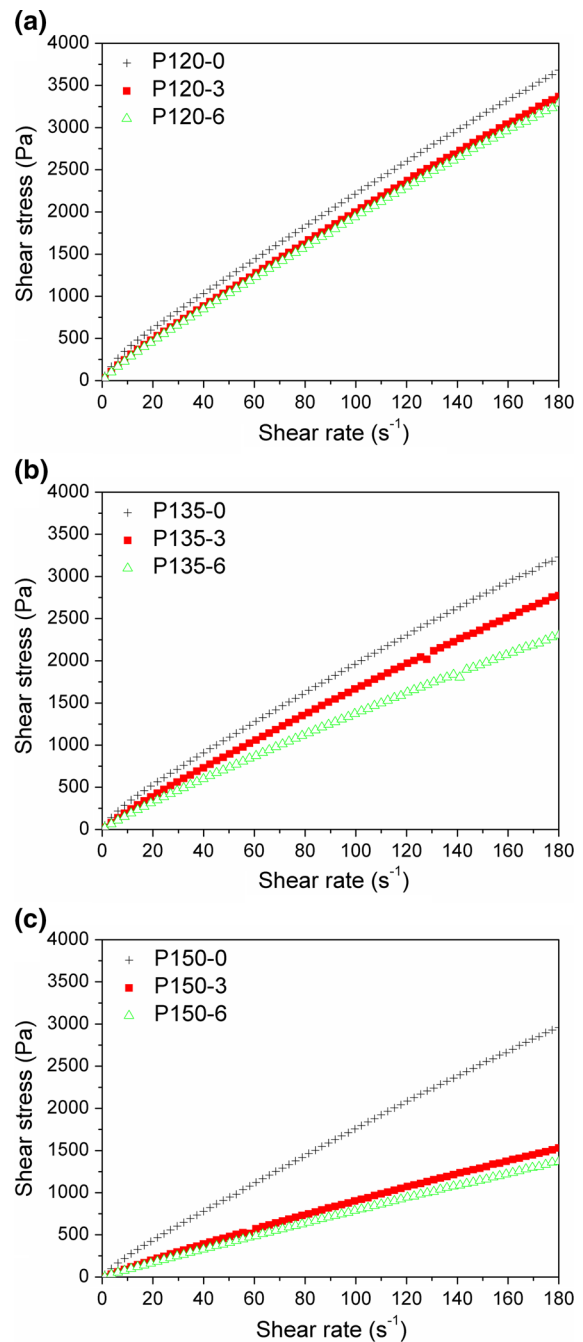 (a)
4000
3500
3000
2500
2000
1500
1000
500
0
Shear stress (Pa)
P120-0
P120-3
P120-6
0 20 40 60 80 100 120 140 160 180
Shear rate (s⁻¹)
(b)
4000
3500
3000
2500
2000
1500
1000
500
0
Shear stress (Pa)
P135-0
P135-3
P135-6
0 20 40 60 80 100 120 140 160 180
Shear rate (s⁻¹)
(c)
4000
3500
3000
2500
2000
1500
1000
500
0
Shear stress (Pa)
P150-0
P150-3
P150-6
0 20 40 60 80 100 120 140 160 180
Shear rate (s⁻¹)